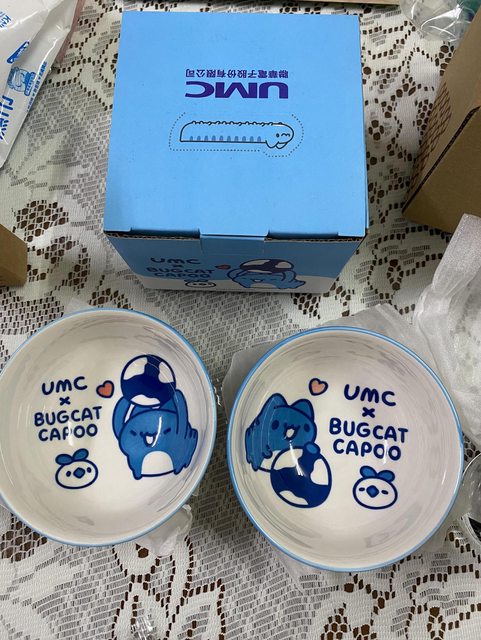 UMC
聯華電子股份有限公司
UMC
×
BUGCAT
CAPOO
UMC
×
BUGCAT
CAPOO
UMC
×
BUGCAT
CAPOO